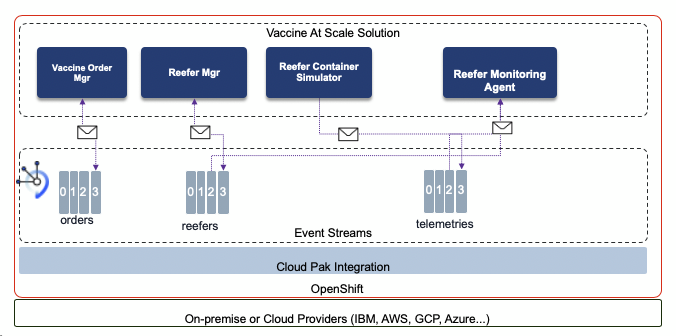 Vaccine At Scale Solution
Vaccine Order
Mgr
Reefer Mgr
Reefer Container
Simulator
Reefer Monitoring
Agent
0 1 2 3
orders
0 1 2 3
reefers
0 1 2 3
telemetries
Event Streams
Cloud Pak Integration
OpenShift
On-premise or Cloud Providers (IBM, AWS, GCP, Azure...)